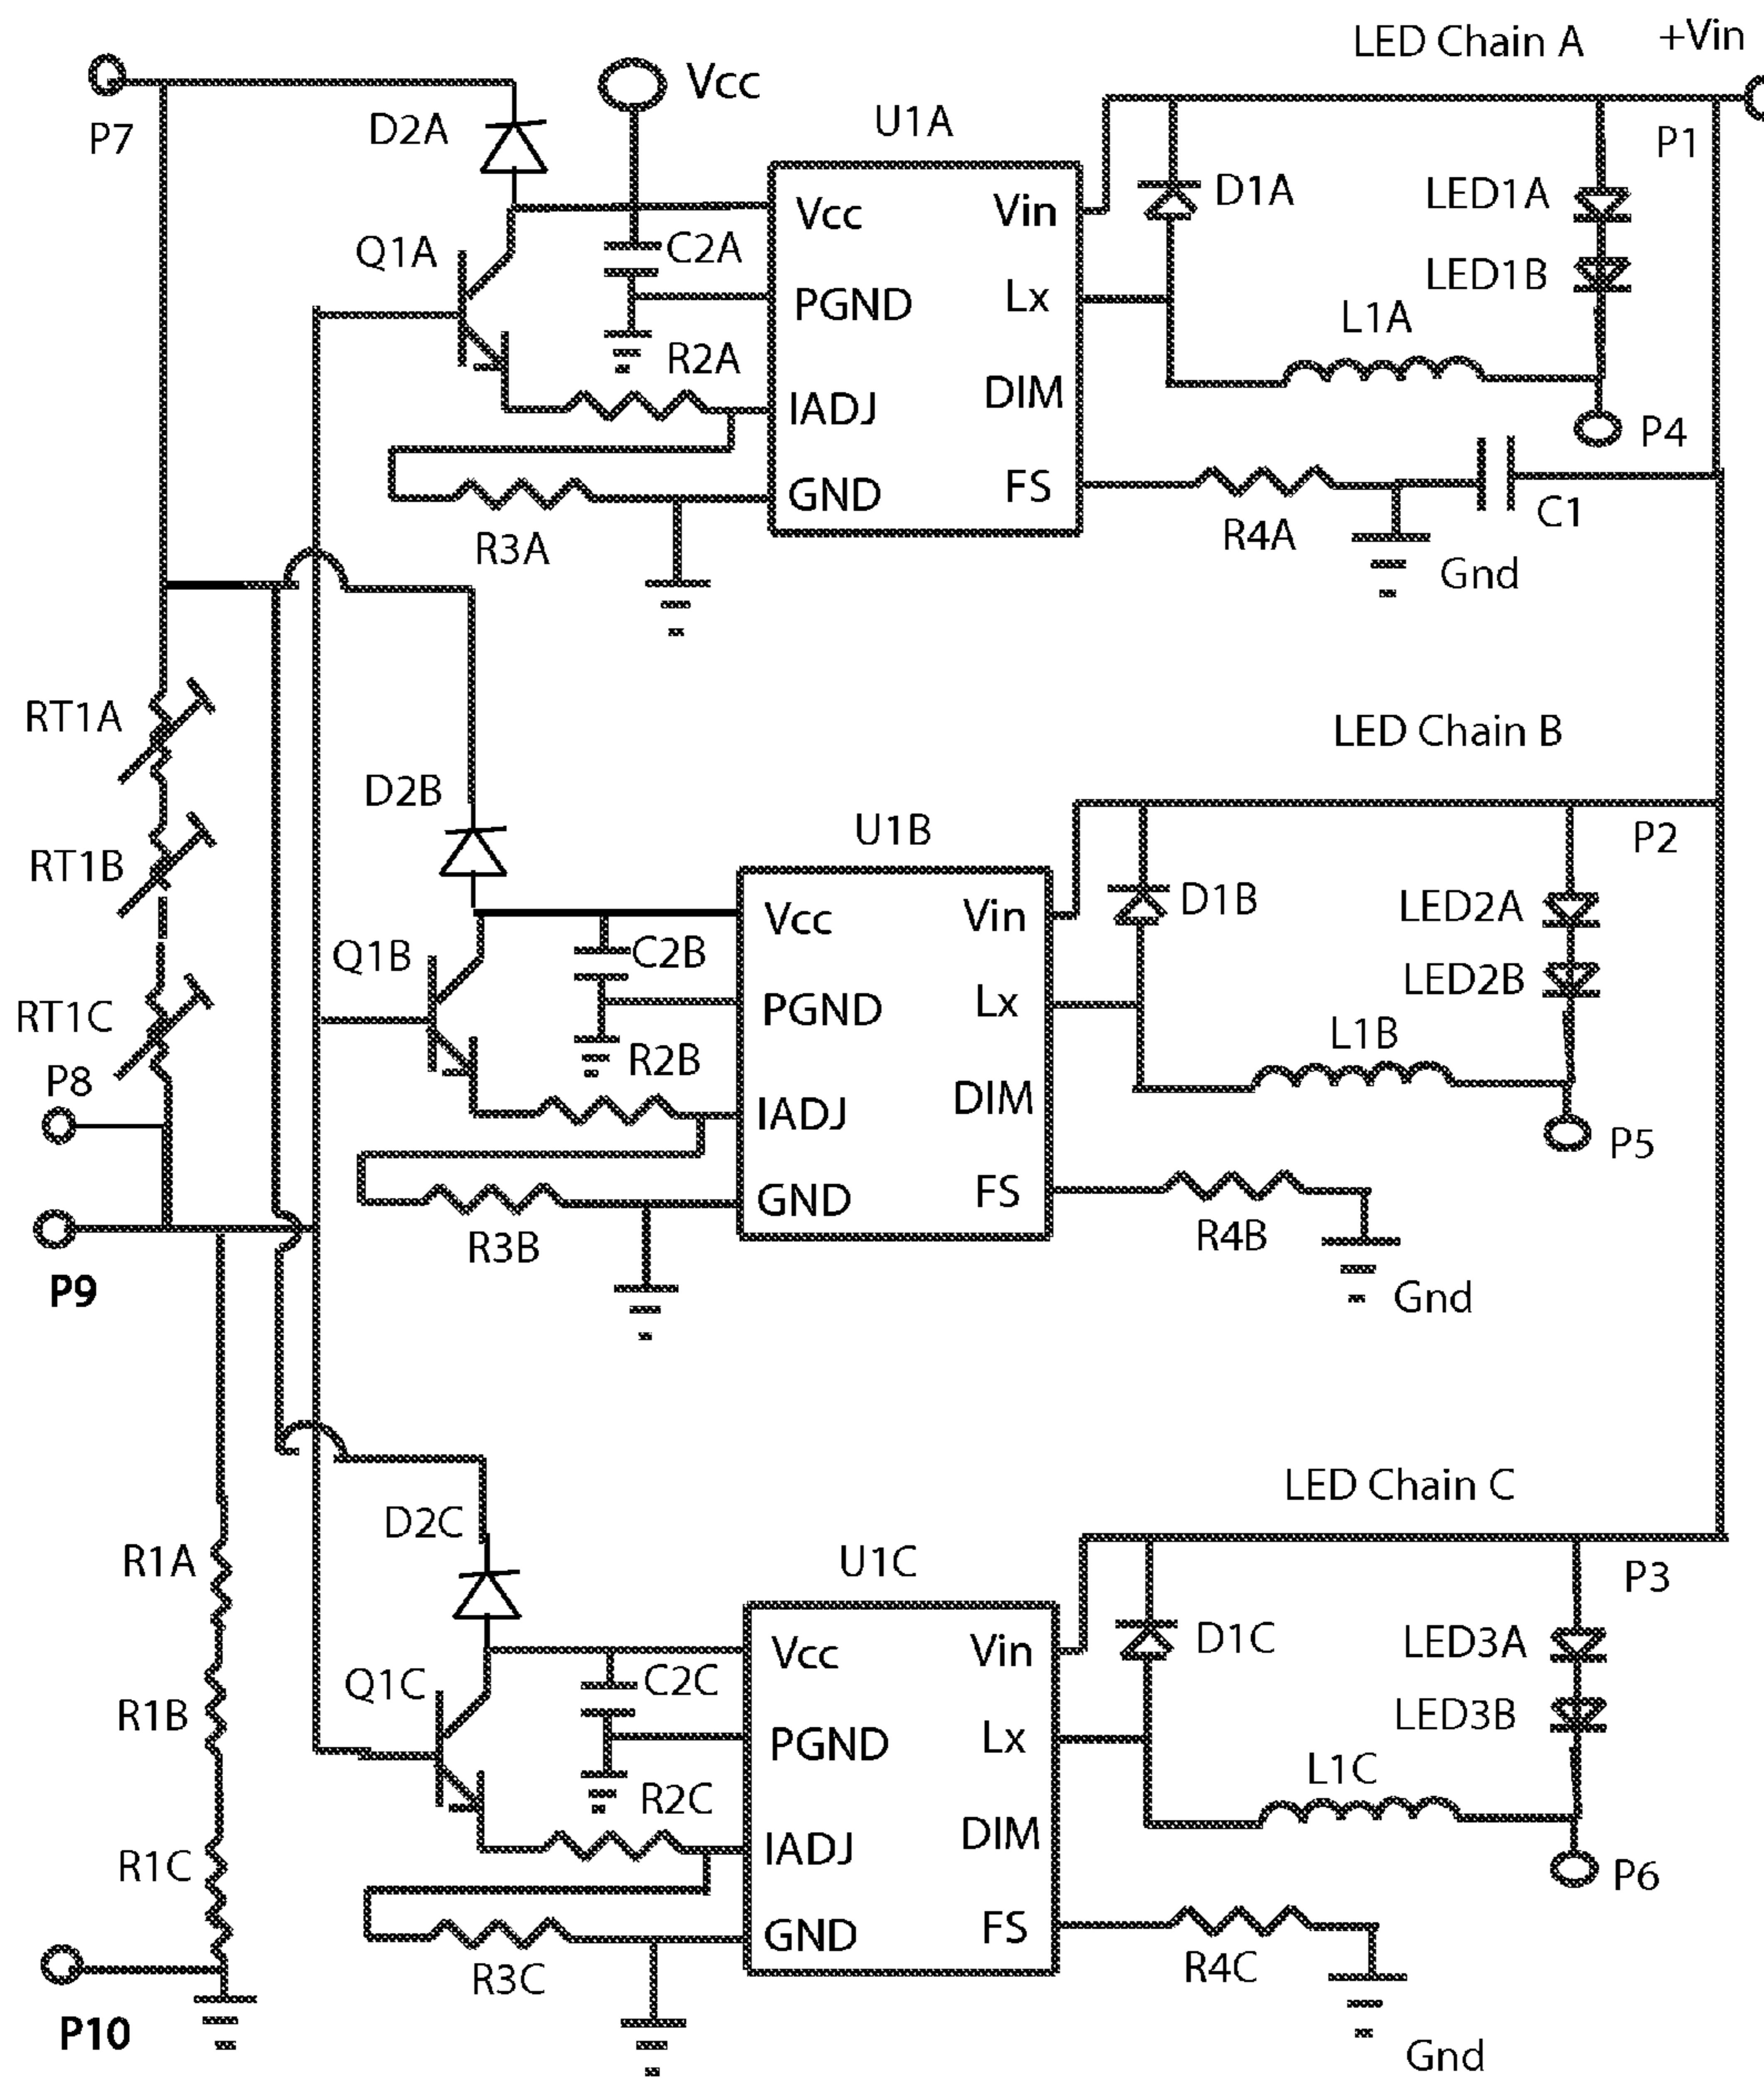 LED Chain A
+Vin
P7
D2A
Vcc
U1A
P1
Vcc
Vin
D1A
LED1A
Q1A
C2A
LED1B
PGND
Lx
L1A
R2A
IADJ
DIM
P4
GND
FS
R3A
R4A
C1
Gnd
RT1A
LED Chain B
D2B
U1B
P2
RT1B
Vcc
Vin
D1B
LED2A
Q1B
C2B
LED2B
RT1C
PGND
Lx
L1B
P8
R2B
IADJ
DIM
P5
GND
FS
R3B
R4B
P9
Gnd
LED Chain C
D2C
R1A
U1C
P3
Vcc
Vin
D1C
LED3A
Q1C
C2C
LED3B
R1B
PGND
Lx
L1C
R2C
R1C
IADJ
DIM
P6
GND
FS
R3C
R4C
P10
Gnd